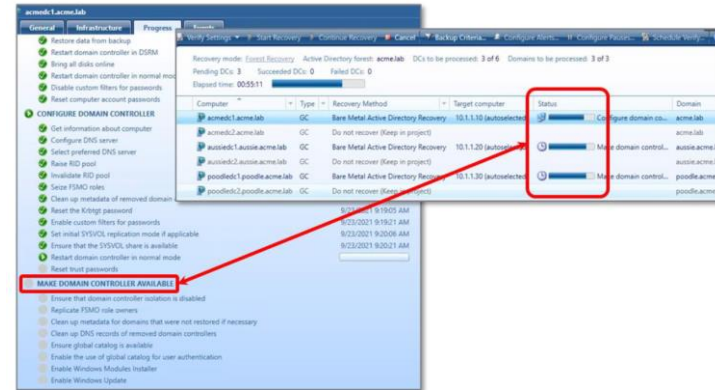 acmedc1.acme.lab
General Infrastructure Progress Events
Restore data from backup
Restart domain controller in DSRM
Bring all disks online
Restart domain controller in normal mod
Disable custom filters for passwords
Reset computer account passwords
CONFIGURE DOMAIN CONTROLLER
Get information about computer
Configure DNS server
Select preferred DNS server
Raise RID pool
Invalidate RID pool
Seize FSMO roles
Clean up metadata of removed domain
Reset the Krbtgt password 9/23/2021 9:19:05 AM
Enable custom filters for passwords 9/23/2021 9:19:21 AM
Set initial SYSVOL replication mode if applicable 9/23/2021 9:20:06 AM
Ensure that the SYSVOL share is available 9/23/2021 9:20:21 AM
Restart domain controller in normal mode
Reset trust passwords
MAKE DOMAIN CONTROLLER AVAILABLE
Ensure that domain controller isolation is disabled
Replicate FSMO role owners
Clean up metadata for domains that were not restored if necessary
Clean up DNS records of removed domain controllers
Ensure global catalog is available
Enable the use of global catalog for user authentication
Enable Windows Modules Installer
Enable Windows Update
Verify Settings Start Recovery Continue Recovery Cancel Backup Criteria... Configure Alerts... Configure Pauses... Schedule Verify...
Recovery mode: Forest Recovery Active Directory forest: acme.lab DCs to be processed: 3 of 6 Domains to be processed: 3 of 3
Pending DCs: 3 Succeeded DCs: 0 Failed DCs: 0
Elapsed time: 00:55:11
Computer Type Recovery Method Target computer Status Domain
acmedc1.acme.lab GC Bare Metal Active Directory Recovery 10.1.1.10 (autoselected Configure domain co... acme.lab
acmedc2.acme.lab GC Do not recover (Keep in project) acme.lab
aussiedc1.aussie.acme.lab GC Bare Metal Active Directory Recovery 10.1.1.20 (autoselected Make domain control... aussie.acme
aussiedc2.aussie.acme.lab GC Do not recover (Keep in project) aussie.acme
poodledc1.poodle.acme.lab GC Bare Metal Active Directory Recovery 10.1.1.30 (autoselected Make domain control... poodle.acme
poodledc2.poodle.acme.lab GC Do not recover (Keep in project) poodle.acme